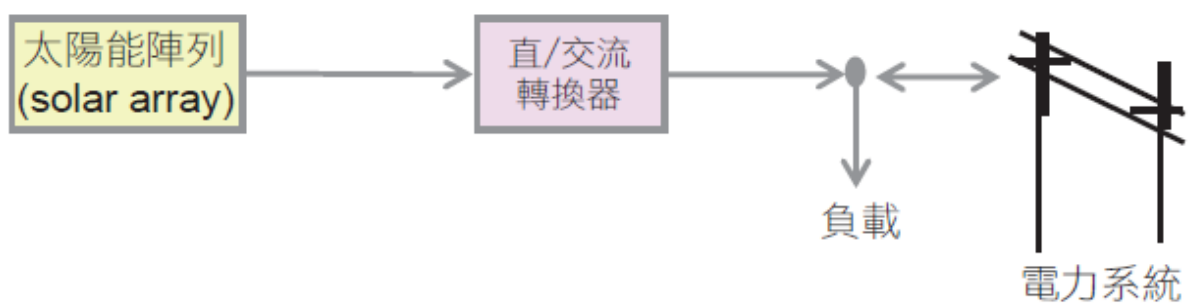 太陽能陣列
(solar array)
直/交流
轉換器
負載
電力系統